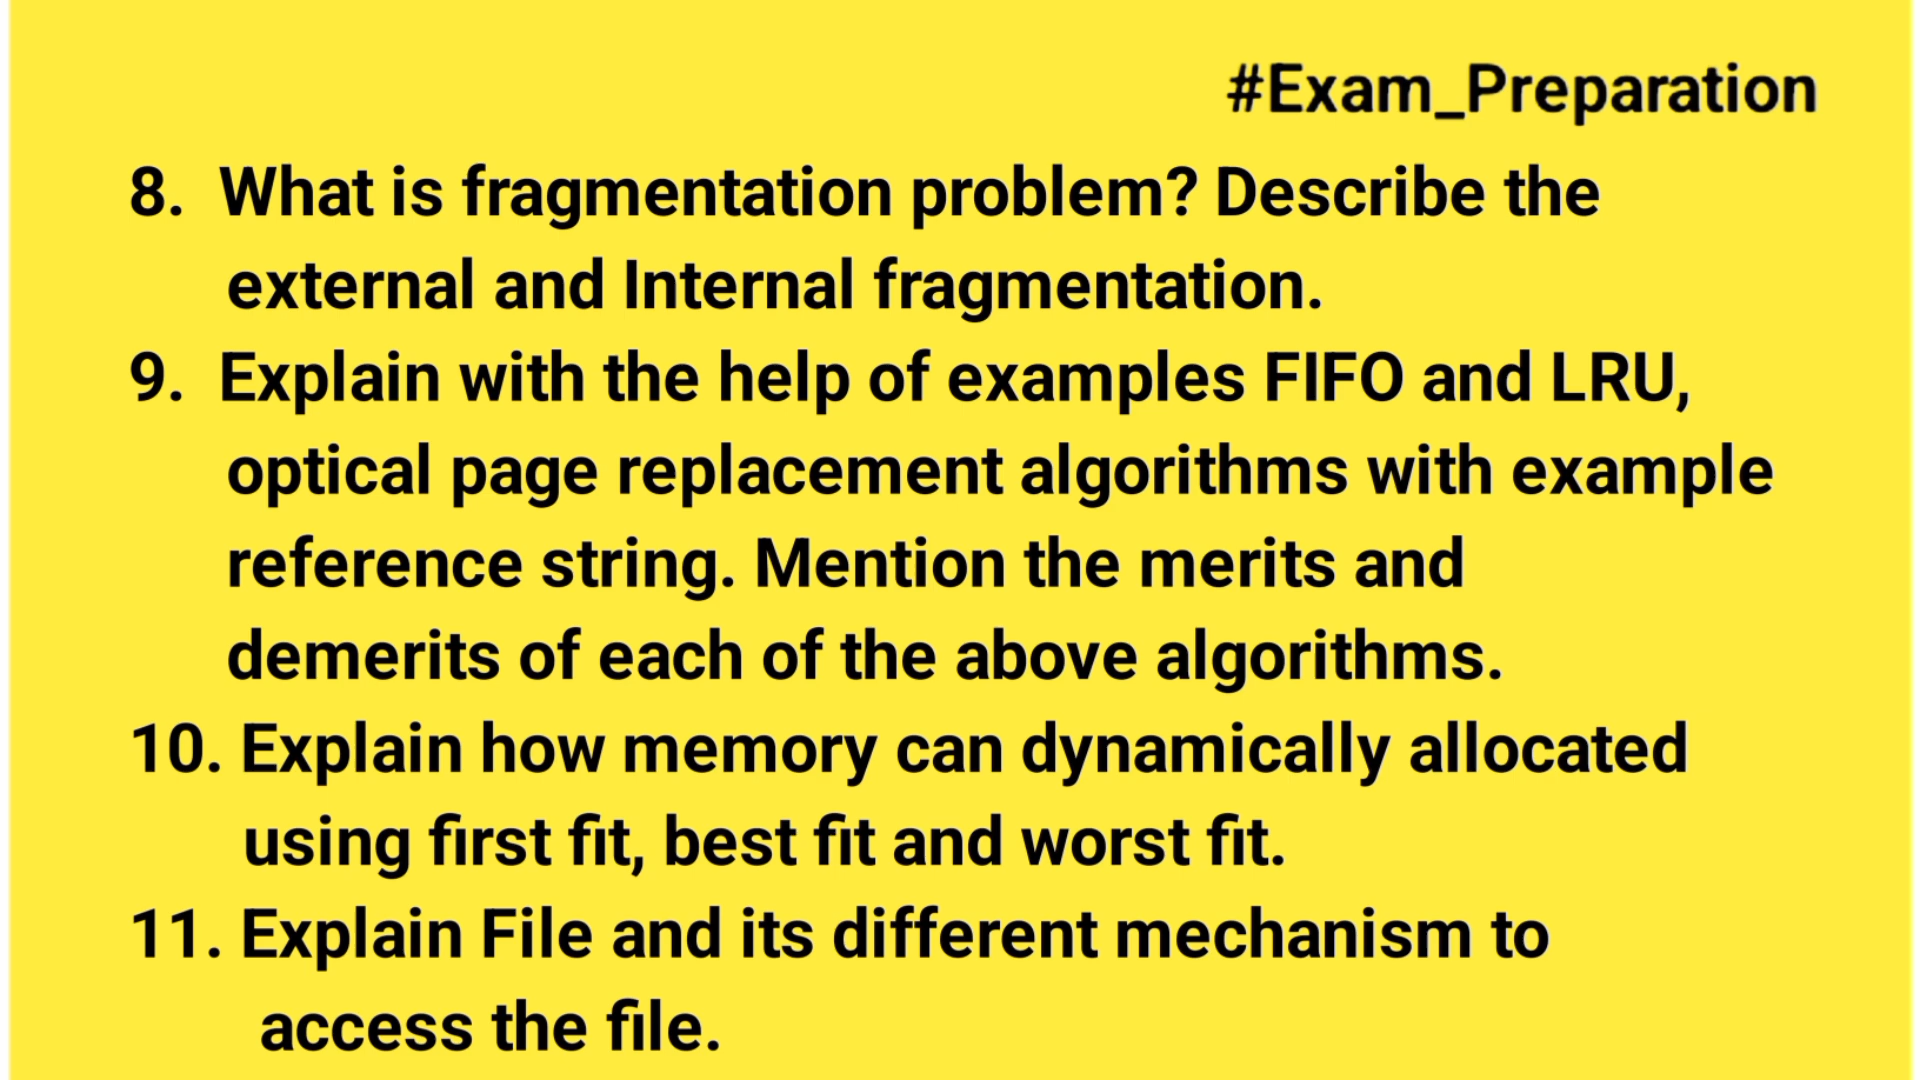 #Exam_Preparation
8. What is fragmentation problem? Describe the
external and Internal fragmentation.
9. Explain with the help of examples FIFO and LRU,
optical page replacement algorithms with example
reference string. Mention the merits and
demerits of each of the above algorithms.
10. Explain how memory can dynamically allocated
using first fit, best fit and worst fit.
11. Explain File and its different mechanism to
access the file.